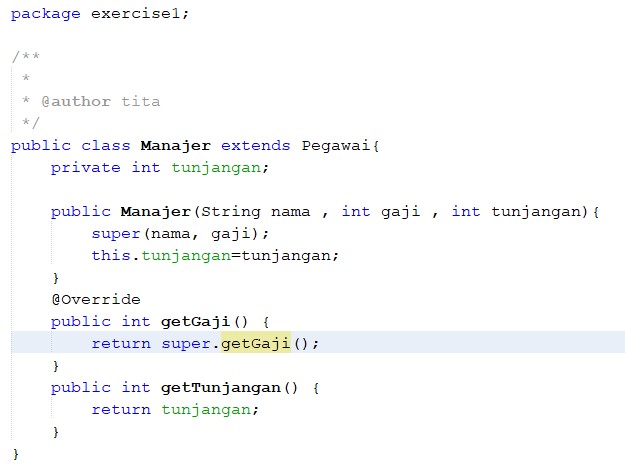 package exercise1;
/**
*
* @author tita
*/
public class Manajer extends Pegawai{
private int tunjangan;
public Manajer(String nama , int gaji , int tunjangan){
super(nama, gaji);
this.tunjangan=tunjangan;
}
@Override
public int getGaji() {
return super.getGaji();
}
public int getTunjangan() {
return tunjangan;
}
}